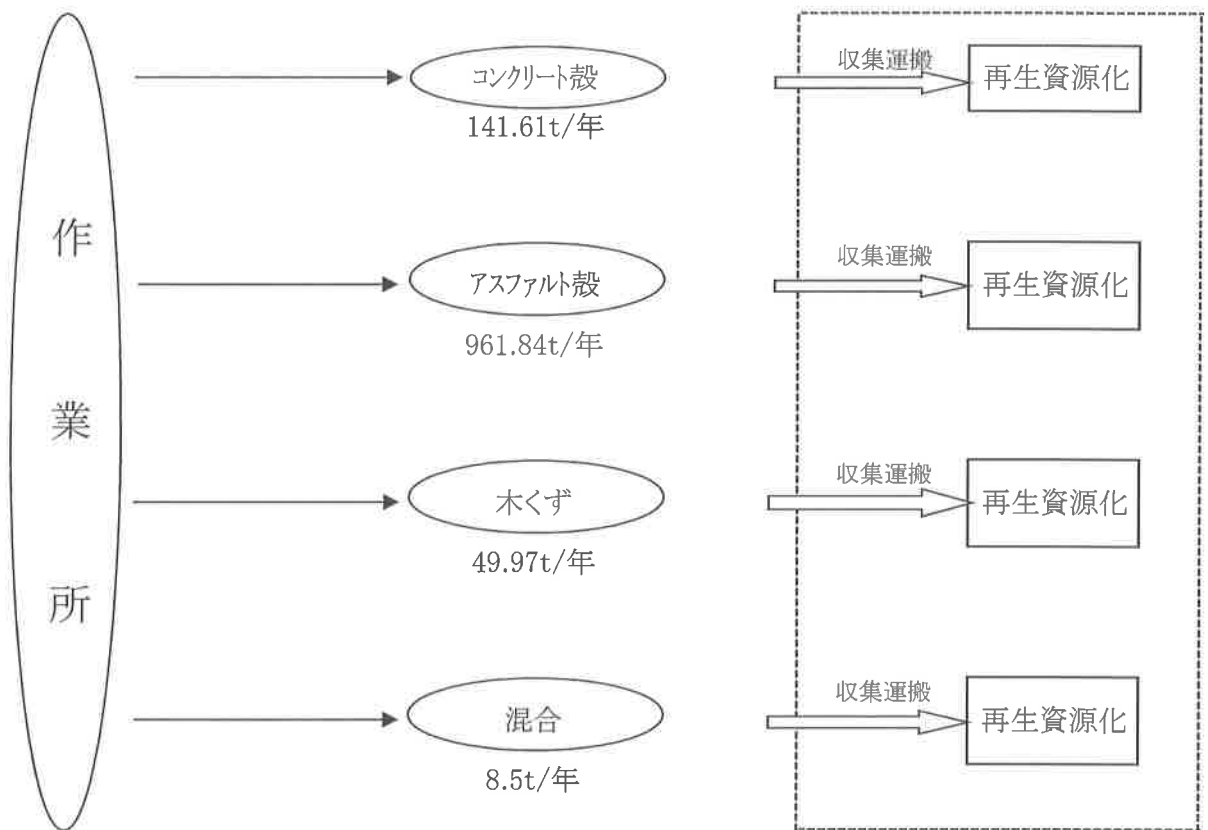 作業所
コンクリート殻
141.61t/年
収集運搬
再生資源化
アスファルト殻
961.84t/年
収集運搬
再生資源化
木くず
49.97t/年
収集運搬
再生資源化
混合
8.5t/年
収集運搬
再生資源化